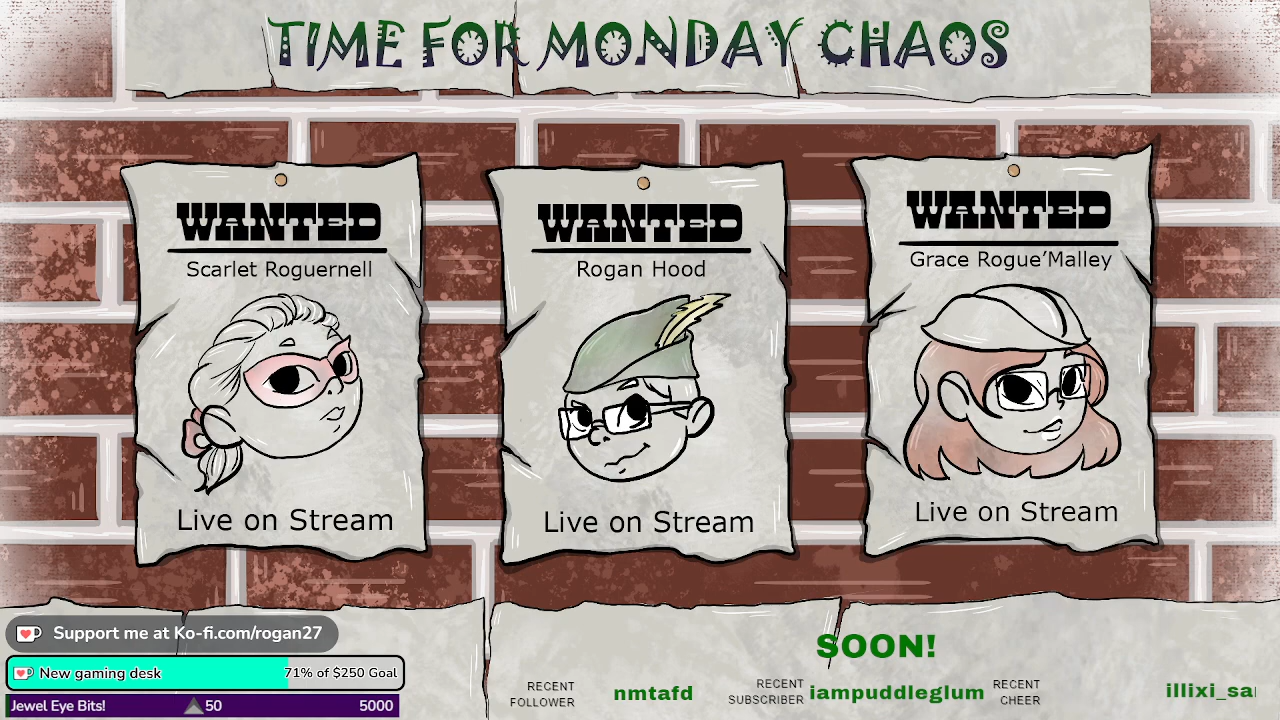 TIME FOR MONDAY CHAOS
WANTED
Scarlet Roguernell
Live on Stream
WANTED
Rogan Hood
Live on Stream
WANTED
Grace Rogue’Malley
Live on Stream
Support me at Ko-fi.com/rogan27
New gaming desk 71% of $250 Goal
Jewel Eye Bits! 50 5000
SOON!
RECENT FOLLOWER
nmtafd
RECENT SUBSCRIBER
iampuddleglum
RECENT CHEER
illixi_sa